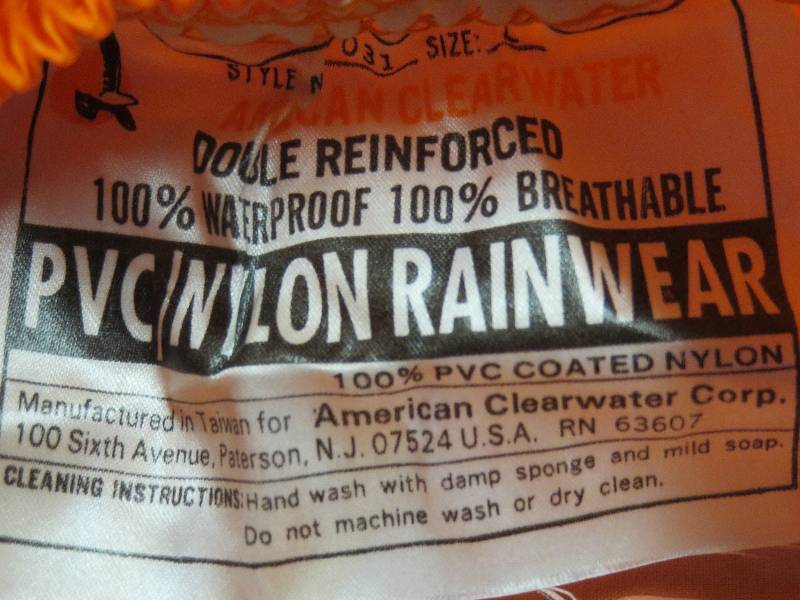 STYLE N 031 SIZE: L
CLEARWATER
DOUBLE REINFORCED
100% WATERPROOF 100% BREATHABLE
PVC/NYLON RAINWEAR
100% PVC COATED NYLON
Manufactured in Taiwan for American Clearwater Corp.
100 Sixth Avenue, Paterson, N.J. 07524 U.S.A. RN 63607
CLEANING INSTRUCTIONS: Hand wash with damp sponge and mild soap.
Do not machine wash or dry clean.